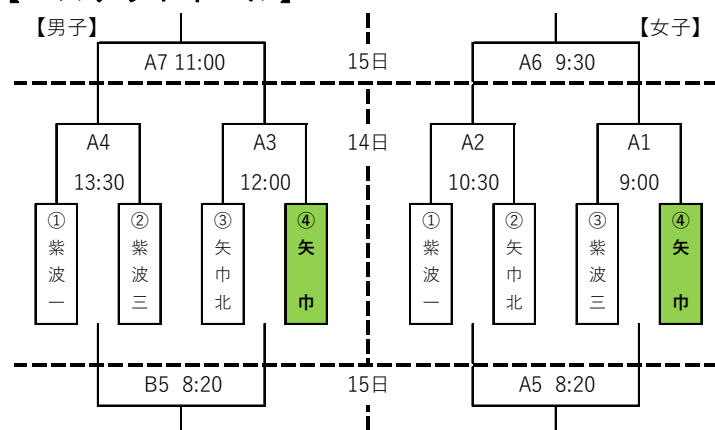 【男子】
【女子】
A7 11:00
15日
A6 9:30
14日
A4
13:30
A3
12:00
A2
10:30
A1
9:00
①紫波一
②紫波三
③矢巾北
④矢巾
①紫波一
②矢巾北
③紫波三
④矢巾
B5 8:20
15日
A5 8:20